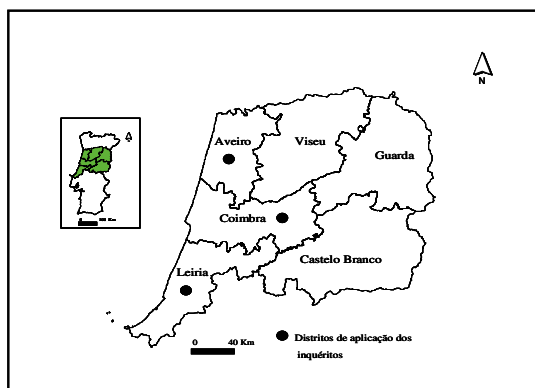 N
Aveiro
Viseu
Guarda
Coimbra
Castelo Branco
Leiria
0 40 Km
Distritos de aplicação dos
inquéritos